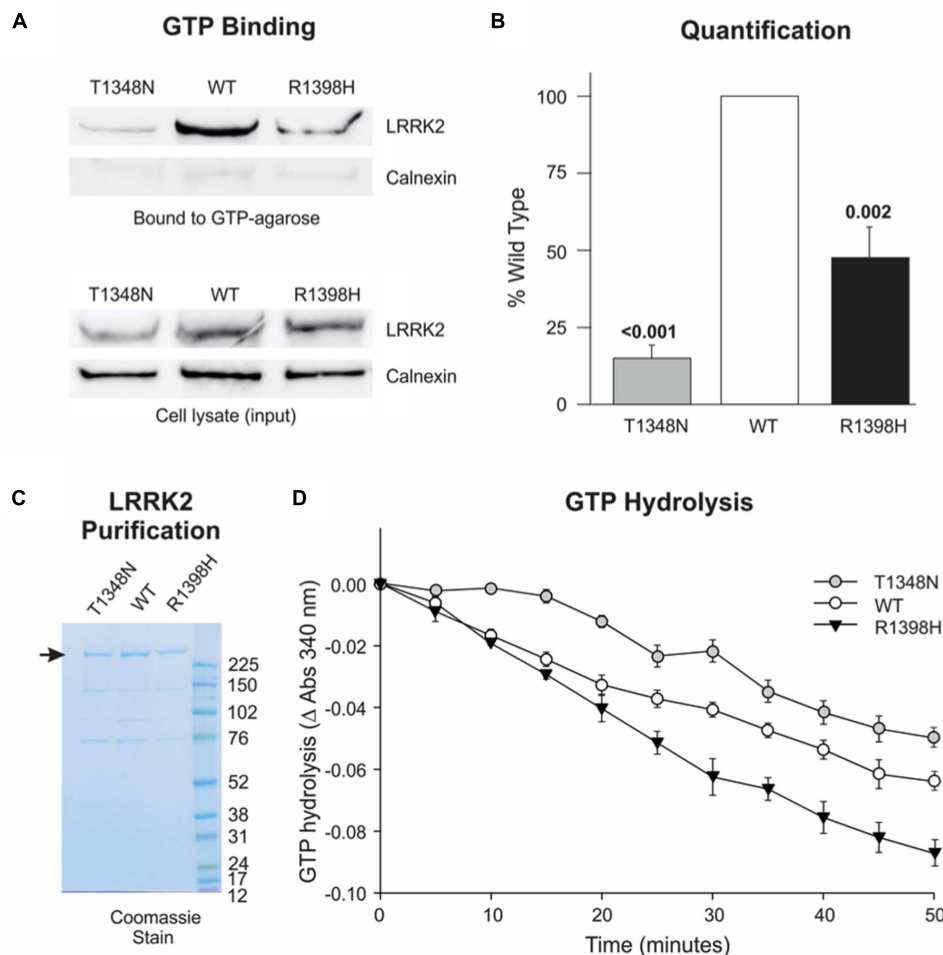 A
GTP Binding
T1348N WT R1398H
LRRK2
Calnexin
Bound to GTP-agarose
T1348N WT R1398H
LRRK2
Calnexin
Cell lysate (input)
B
Quantification
% Wild Type
100
75
50
25
0
<0.001
0.002
T1348N WT R1398H
C
LRRK2
Purification
T1348N WT R1398H
225
150
102
76
52
38
31
24
17
12
Coomassie
Stain
D
GTP Hydrolysis
GTP hydrolysis (Δ Abs 340 nm)
0.00
-0.02
-0.04
-0.06
-0.08
-0.10
T1348N
WT
R1398H
0 10 20 30 40 50
Time (minutes)